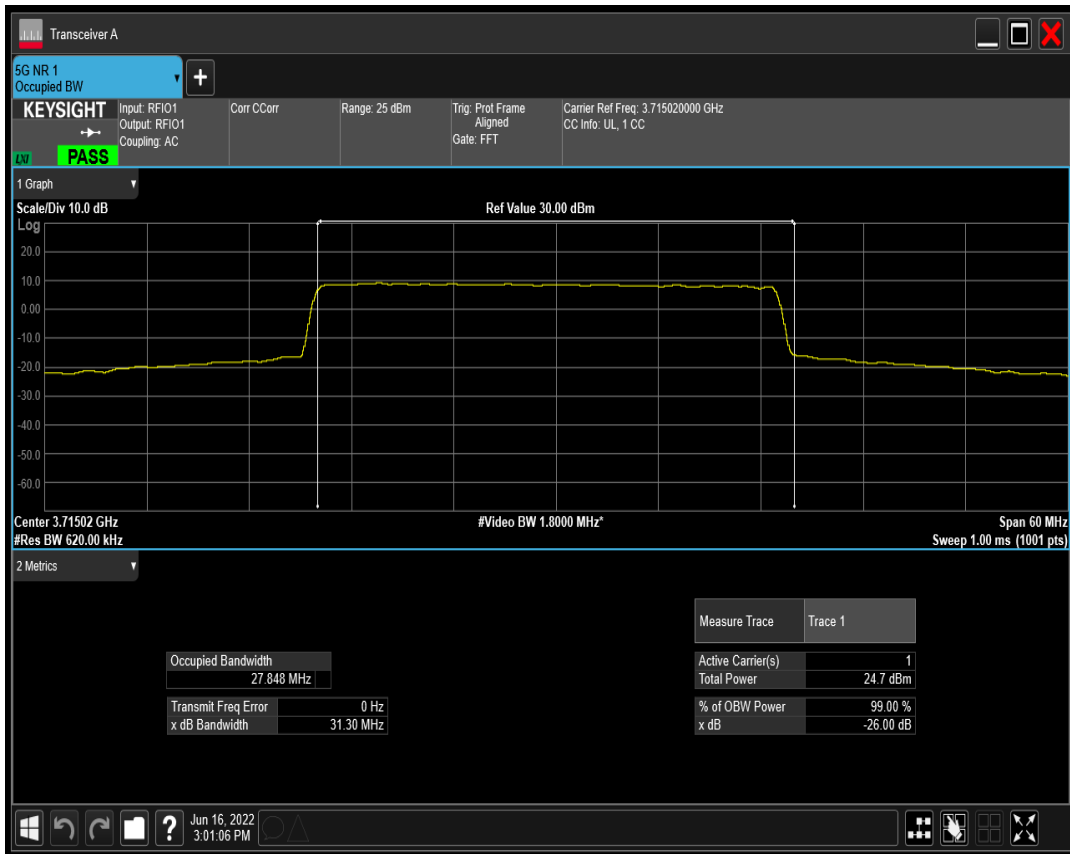 Transceiver A
5G NR 1
Occupied BW
+
KEYSIGHT
LXI
PASS
Input: RFIO1
Output: RFIO1
Coupling: AC
Corr CCorr
Range: 25 dBm
Trig: Prot Frame
Aligned
Gate: FFT
Carrier Ref Freq: 3.715020000 GHz
CC Info: UL, 1 CC
1 Graph
Scale/Div 10.0 dB
Ref Value 30.00 dBm
Log
20.0
10.0
0.00
-10.0
-20.0
-30.0
-40.0
-50.0
-60.0
Center 3.71502 GHz
#Video BW 1.8000 MHz*
Span 60 MHz
#Res BW 620.00 kHz
Sweep 1.00 ms (1001 pts)
2 Metrics
Measure Trace Trace 1
Occupied Bandwidth
27.848 MHz
Active Carrier(s) 1
Total Power 24.7 dBm
Transmit Freq Error 0 Hz
x dB Bandwidth 31.30 MHz
% of OBW Power 99.00 %
x dB -26.00 dB
?
Jun 16, 2022
3:01:06 PM